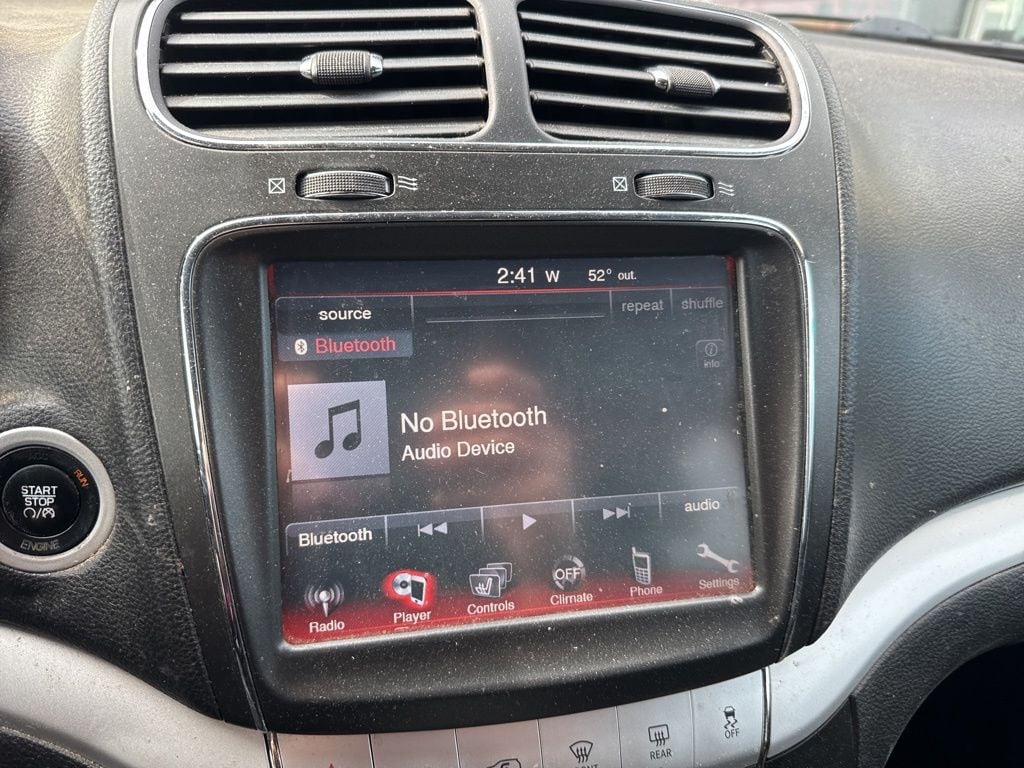 2:41 W 52° out.
source
repeat shuffle
Bluetooth
info
No Bluetooth
Audio Device
START
STOP
RUN
ENGINE
Bluetooth
audio
Radio Player Controls OFF Climate Phone Settings
REAR
OFF